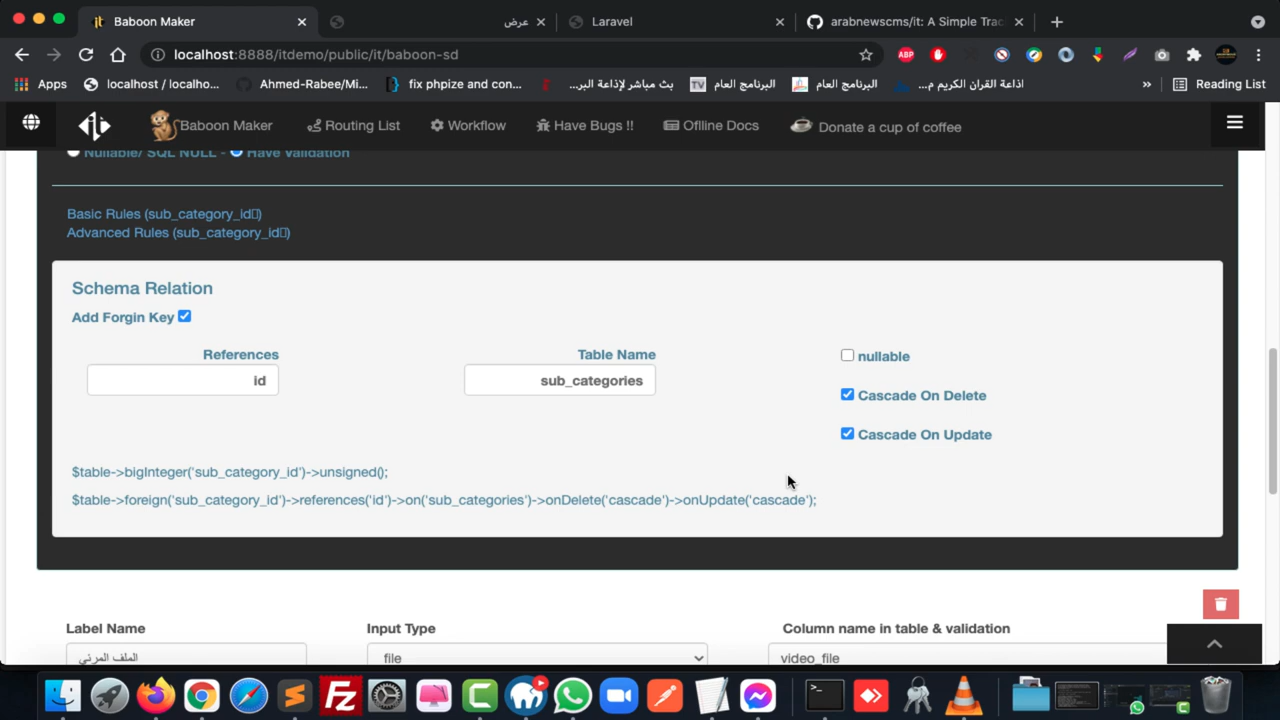 Baboon Maker
عرض
Laravel
arabnewscms/it: A Simple Trac
localhost:8888/itdemo/public/it/baboon-sd
Apps
localhost / localho...
Ahmed-Rabee/Mi...
fix phpize and con...
بث مباشر لإذاعة البر...
البرنامج العام
البرنامج العام
اذاعة القران الكريم م...
»
Reading List
Baboon Maker
Routing List
Workflow
Have Bugs !!
Oflline Docs
Donate a cup of coffee
Nullable/ SQL NULL - Have Validation
Basic Rules (sub_category_id▯)
Advanced Rules (sub_category_id▯)
Schema Relation
Add Forgin Key
References
Table Name
nullable
id
sub_categories
Cascade On Delete
Cascade On Update
$table->bigInteger('sub_category_id')->unsigned();
$table->foreign('sub_category_id')->references('id')->on('sub_categories')->onDelete('cascade')->onUpdate('cascade');
Label Name
Input Type
Column name in table & validation
الملف المرئي
file
video_file